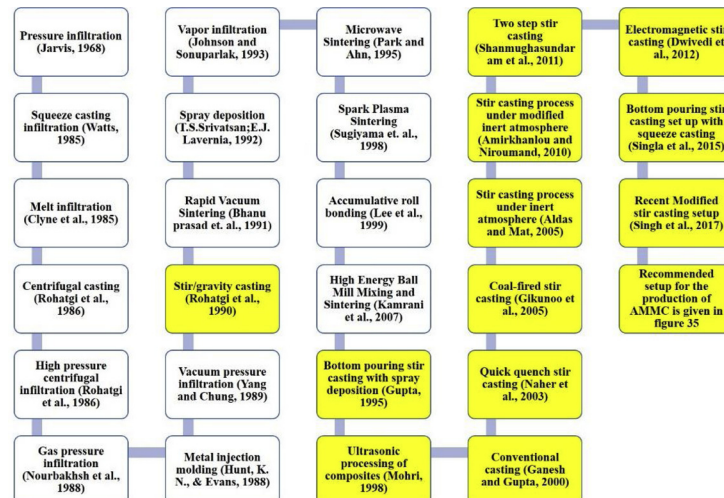 Pressure infiltration
(Jarvis, 1968)
Squeeze casting
infiltration (Watts,
1985)
Melt infiltration
(Clyne et al., 1985)
Centrifugal casting
(Rohatgi et al.,
1986)
High pressure
centrifugal
infiltration (Rohatgi
et al., 1986)
Gas pressure
infiltration
(Nourbakhsh et al.,
1988)
Vapor infiltration
(Johnson and
Sonuparlak, 1993)
Spray deposition
(T.S.Srivatsan;E.J.
Lavernia, 1992)
Rapid Vacuum
Sintering (Bhanu
prasad et. al., 1991)
Stir/gravity casting
(Rohatgi et al.,
1990)
Vacuum pressure
infiltration (Yang
and Chung, 1989)
Metal injection
molding (Hunt, K.
N., & Evans, 1988)
Microwave
Sintering (Park and
Ahn, 1995)
Spark Plasma
Sintering
(Sugiyama et. al.,
1998)
Accumulative roll
bonding (Lee et al.,
1999)
High Energy Ball
Mill Mixing and
Sintering (Kamrani
et al., 2007)
Bottom pouring stir
casting with spray
deposition (Gupta,
1995)
Ultrasonic
processing of
composites (Mohri,
1998)
Two step stir
casting
(Shanmughasundar
am et al., 2011)
Stir casting process
under modified
inert atmosphere
(Amirkhanlou and
Niroumand, 2010)
Stir casting process
under inert
atmosphere (Aldas
and Mat, 2005)
Coal-fired stir
casting (Gikunoo et
al., 2005)
Quick quench stir
casting (Naher et
al., 2003)
Conventional
casting (Ganesh
and Gupta, 2000)
Electromagnetic stir
casting (Dwivedi et
al., 2012)
Bottom pouring stir
casting set up with
squeeze casting
(Singla et al., 2015)
Recent Modified
stir casting setup
(Singh et al., 2017)
Recommended
setup for the
production of
AMMC is given in
figure 35